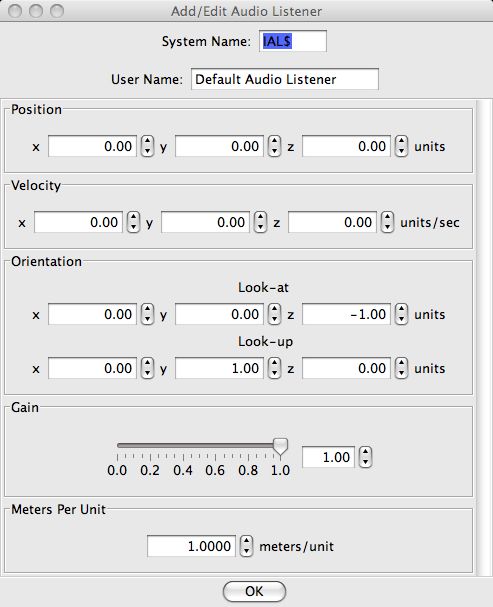 Add/Edit Audio Listener
System Name: IAL$
User Name: Default Audio Listener
Position
x 0.00 y 0.00 z 0.00 units
Velocity
x 0.00 y 0.00 z 0.00 units/sec
Orientation
Look-at
x 0.00 y 0.00 z -1.00 units
Look-up
x 0.00 y 1.00 z 0.00 units
Gain
1.00
0.0 0.2 0.4 0.6 0.8 1.0
Meters Per Unit
1.0000 meters/unit
OK